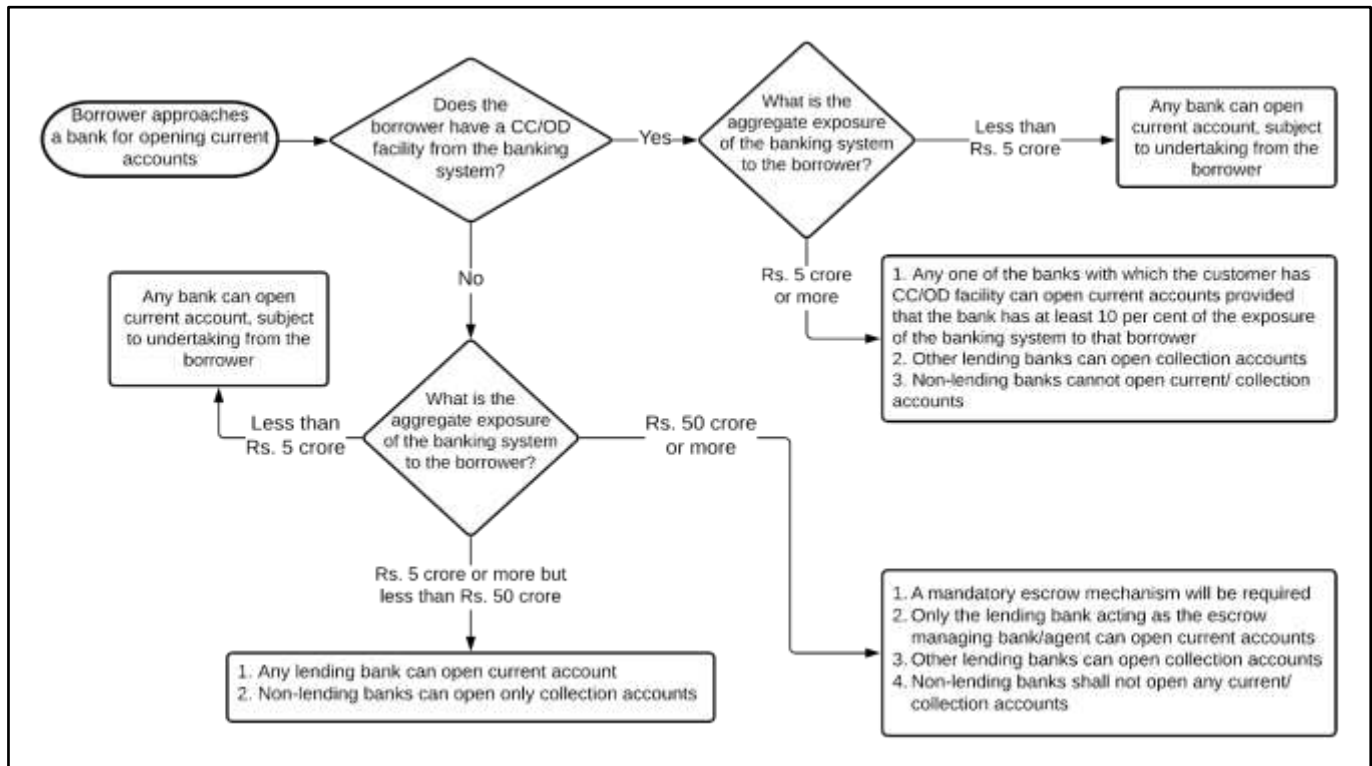 Borrower approaches
a bank for opening current
accounts
Does the
borrower have a CC/OD
facility from the banking
system?
Yes
What is the
aggregate exposure
of the banking system
to the borrower?
Less than
Rs. 5 crore
Any bank can open
current account, subject
to undertaking from the
borrower
Rs. 5 crore
or more
1. Any one of the banks with which the customer has
CC/OD facility can open current accounts provided
that the bank has at least 10 per cent of the exposure
of the banking system to that borrower
2. Other lending banks can open collection accounts
3. Non-lending banks cannot open current/ collection
accounts
No
Any bank can open
current account, subject
to undertaking from the
borrower
What is the
aggregate exposure
of the banking system
to the borrower?
Less than
Rs. 5 crore
Rs. 50 crore
or more
Rs. 5 crore or more but
less than Rs. 50 crore
1. Any lending bank can open current account
2. Non-lending banks can open only collection accounts
1. A mandatory escrow mechanism will be required
2. Only the lending bank acting as the escrow
managing bank/agent can open current accounts
3. Other lending banks can open collection accounts
4. Non-lending banks shall not open any current/
collection accounts